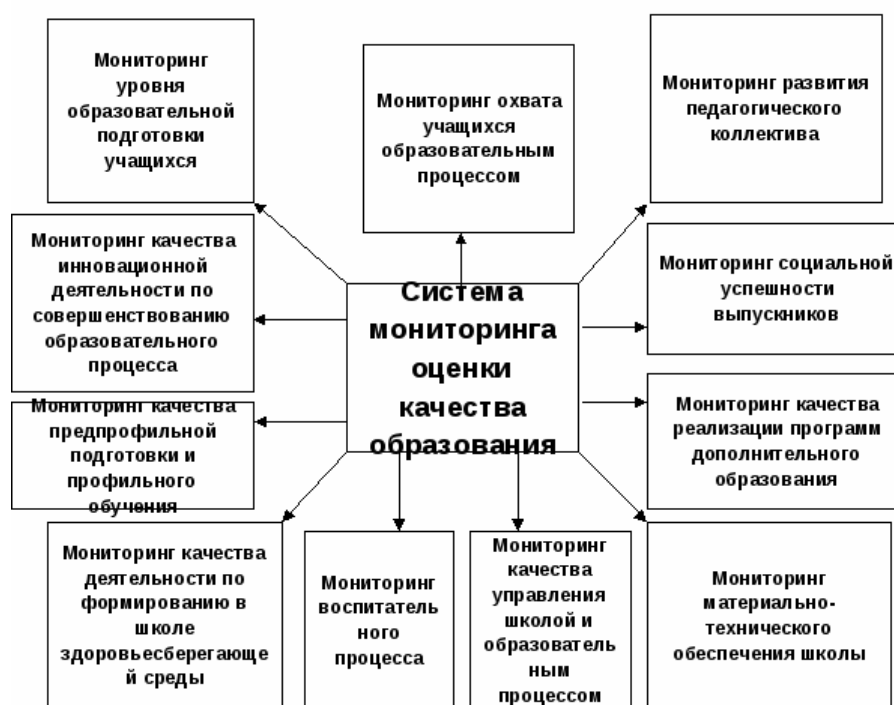 Мониторинг
уровня
образовательной
подготовки
учащихся
Мониторинг охвата
учащихся
образовательным
процессом
Мониторинг развития
педагогического
коллектива
Мониторинг качества
инновационной
деятельности по
совершенствованию
образовательного
процесса
Система
мониторинга
оценки
качества
образования
Мониторинг социальной
успешности
выпускников
Мониторинг качества
предпрофильной
подготовки и
профильного
обучения
Мониторинг качества
реализации программ
дополнительного
образования
Мониторинг качества
деятельности по
формированию в
школе
здоровьесберегающе
й среды
Мониторинг
воспитатель
ного
процесса
Мониторинг
качества
управления
школой и
образователь
ным
процессом
Мониторинг
материально-
технического
обеспечения школы